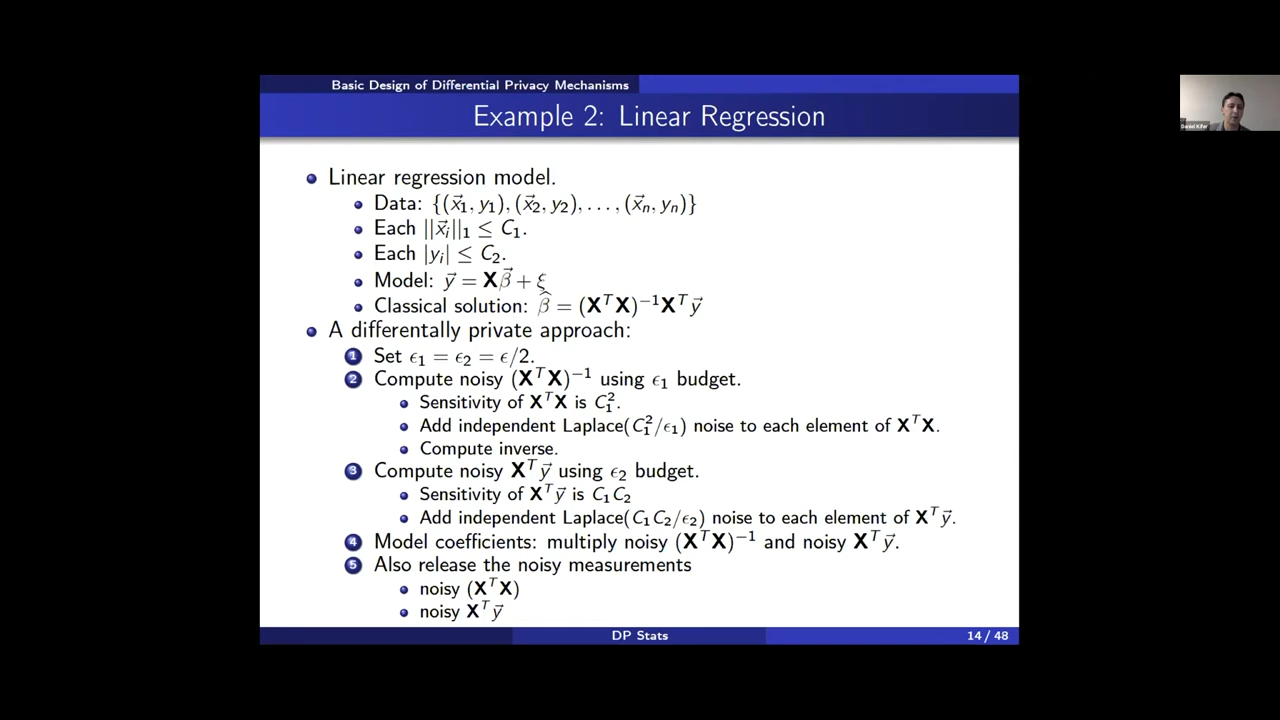 Basic Design of Differential Privacy Mechanisms
Example 2: Linear Regression
Daniel Kifer
Linear regression model.
Data: {(x⃗₁, y₁), (x⃗₂, y₂), . . . , (x⃗ₙ, yₙ)}
Each ||x⃗ᵢ||₁ ≤ C₁.
Each |yᵢ| ≤ C₂.
Model: y⃗ = Xβ⃗ + ξ
Classical solution: β̂ = (XᵀX)⁻¹Xᵀy⃗
A differentally private approach:
1 Set ϵ₁ = ϵ₂ = ϵ/2.
2 Compute noisy (XᵀX)⁻¹ using ϵ₁ budget.
Sensitivity of XᵀX is C₁².
Add independent Laplace(C₁²/ϵ₁) noise to each element of XᵀX.
Compute inverse.
3 Compute noisy Xᵀy⃗ using ϵ₂ budget.
Sensitivity of Xᵀy⃗ is C₁C₂
Add independent Laplace(C₁C₂/ϵ₂) noise to each element of Xᵀy⃗.
4 Model coefficients: multiply noisy (XᵀX)⁻¹ and noisy Xᵀy⃗.
5 Also release the noisy measurements
noisy (XᵀX)
noisy Xᵀy⃗
DP Stats
14 / 48